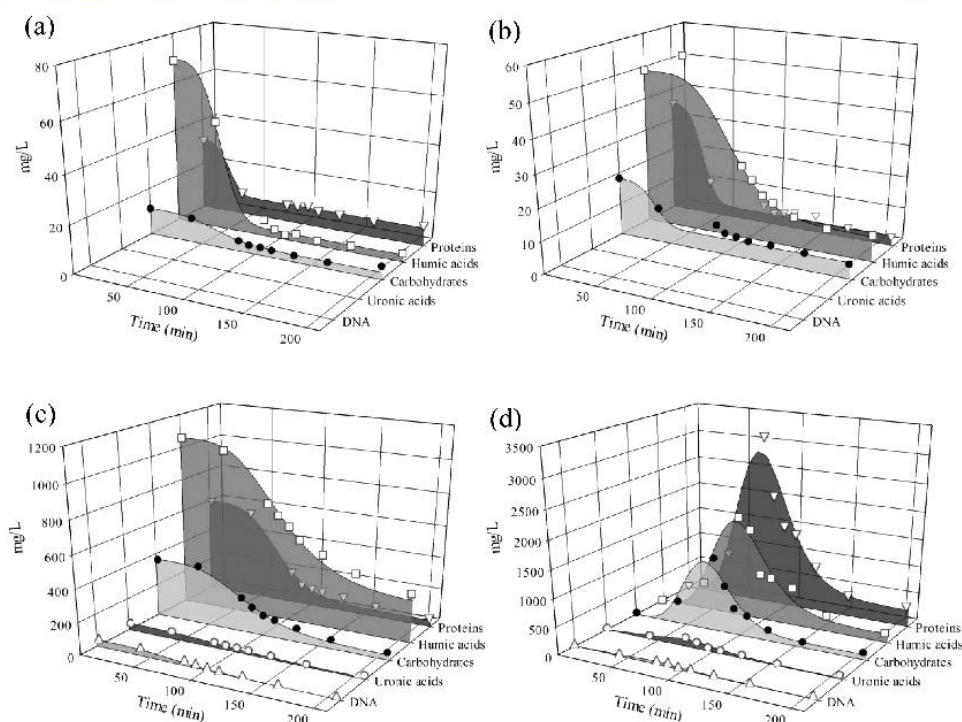 (a)
80
60
40
20
0
mg/L
50
100
150
200
Time (min)
Proteins
Humic acids
Carbohydrates
Uronic acids
DNA
(b)
60
50
40
30
20
10
0
mg/L
50
100
150
200
Time (min)
Proteins
Humic acids
Carbohydrates
Uronic acids
DNA
(c)
1200
1000
800
600
400
200
0
mg/L
50
100
150
200
Time (min)
Proteins
Humic acids
Carbohydrates
Uronic acids
DNA
(d)
3500
3000
2500
2000
1500
1000
500
0
mg/L
50
100
150
200
Time (min)
Proteins
Humic acids
Carbohydrates
Uronic acids
DNA